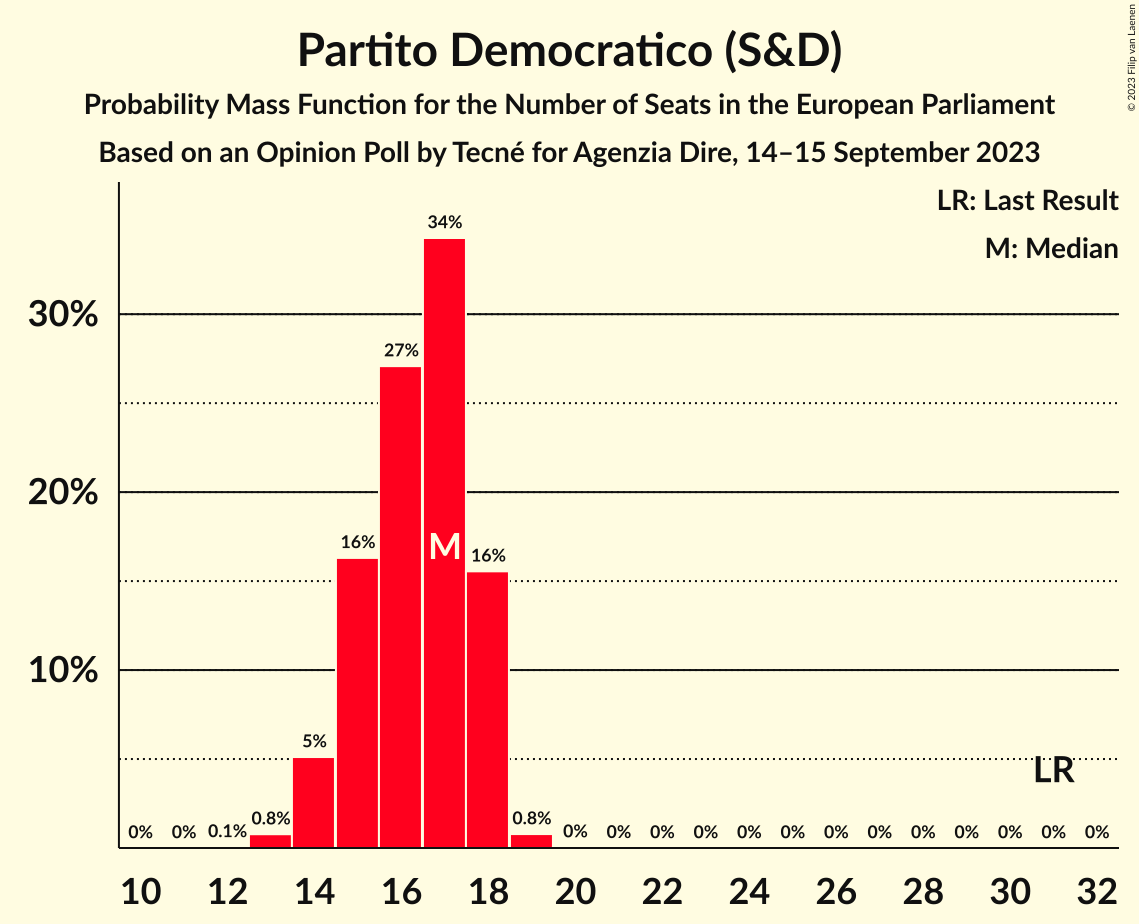 Partito Democratico (S&D)
Probability Mass Function for the Number of Seats in the European Parliament
Based on an Opinion Poll by Tecné for Agenzia Dire, 14–15 September 2023
© 2023 Filip van Laenen
LR: Last Result
M: Median
34%
30%
27%
20%
16%
M
16%
10%
5%
LR
0% 0% 0.1% 0.8% 0.8% 0% 0% 0% 0% 0% 0% 0% 0% 0% 0% 0% 0% 0%
10 12 14 16 18 20 22 24 26 28 30 32